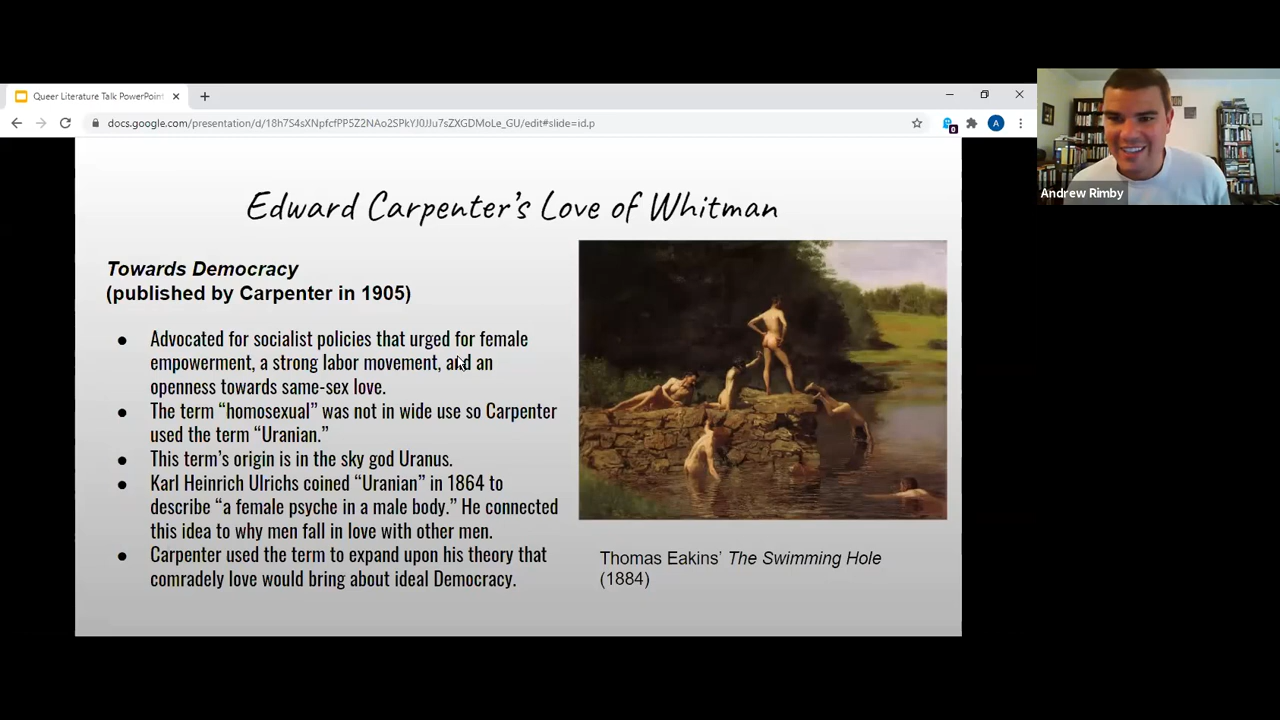 Queer Literature Talk PowerPoint
docs.google.com/presentation/d/18h7S4sXNpfcfPP5Z2NAo2SPkYJ0JJu7sZXGDMoLe_GU/edit#slide=id.p
0
A
Andrew Rimby
Edward Carpenter's Love of Whitman
Towards Democracy
(published by Carpenter in 1905)
● Advocated for socialist policies that urged for female
empowerment, a strong labor movement, and an
openness towards same-sex love.
● The term “homosexual” was not in wide use so Carpenter
used the term “Uranian.”
● This term’s origin is in the sky god Uranus.
● Karl Heinrich Ulrichs coined “Uranian” in 1864 to
describe “a female psyche in a male body.” He connected
this idea to why men fall in love with other men.
● Carpenter used the term to expand upon his theory that
comradely love would bring about ideal Democracy.
Thomas Eakins’ The Swimming Hole
(1884)